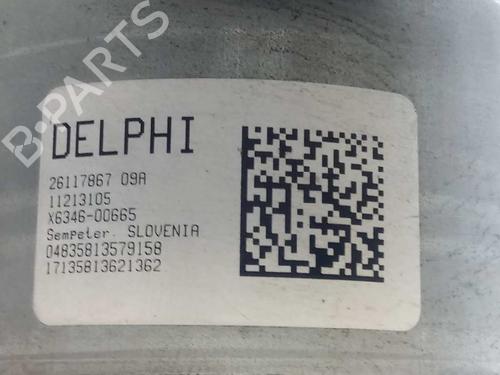 B-PARTS
DELPHI
26117867 09A
11213105
X6346-00665
Sempeter. SLOVENIA
04835813579158
17135813621362